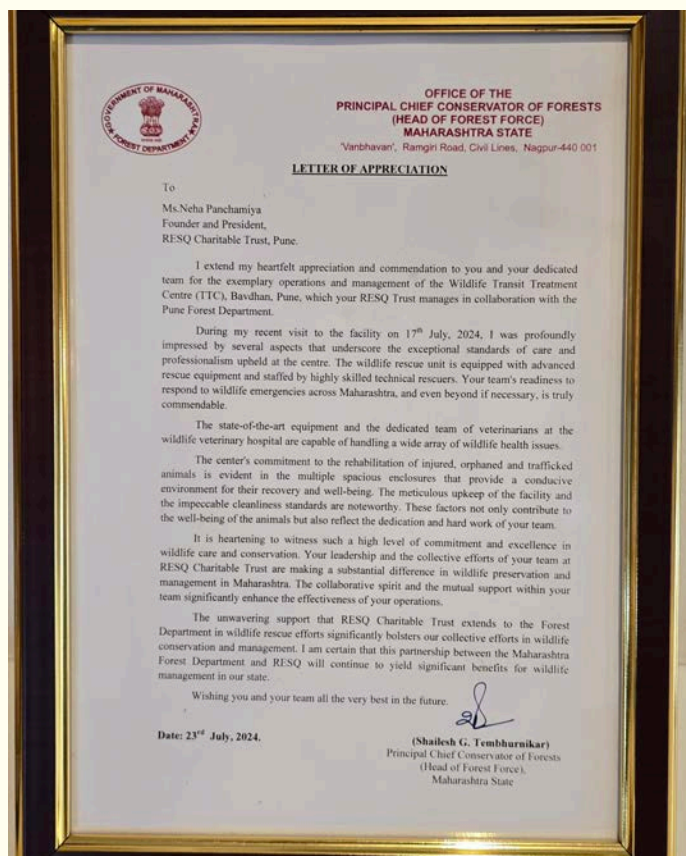 GOVERNMENT OF MAHARASHTRA
FOREST DEPARTMENT
OFFICE OF THE
PRINCIPAL CHIEF CONSERVATOR OF FORESTS
(HEAD OF FOREST FORCE)
MAHARASHTRA STATE
'Vanbhavan', Ramgiri Road, Civil Lines, Nagpur-440 001
LETTER OF APPRECIATION
To
Ms.Neha Panchamiya
Founder and President,
RESQ Charitable Trust, Pune.
I extend my heartfelt appreciation and commendation to you and your dedicated
team for the exemplary operations and management of the Wildlife Transit Treatment
Centre (TTC), Bavdhan, Pune, which your RESQ Trust manages in collaboration with the
Pune Forest Department.
During my recent visit to the facility on 17th July, 2024, I was profoundly
impressed by several aspects that underscore the exceptional standards of care and
professionalism upheld at the centre. The wildlife rescue unit is equipped with advanced
rescue equipment and staffed by highly skilled technical rescuers. Your team's readiness to
respond to wildlife emergencies across Maharashtra, and even beyond if necessary, is truly
commendable.
The state-of-the-art equipment and the dedicated team of veterinarians at the
wildlife veterinary hospital are capable of handling a wide array of wildlife health issues.
The center's commitment to the rehabilitation of injured, orphaned and trafficked
animals is evident in the multiple spacious enclosures that provide a conducive
environment for their recovery and well-being. The meticulous upkeep of the facility and
the impeccable cleanliness standards are noteworthy. These factors not only contribute to
the well-being of the animals but also reflect the dedication and hard work of your team.
It is heartening to witness such a high level of commitment and excellence in
wildlife care and conservation. Your leadership and the collective efforts of your team at
RESQ Charitable Trust are making a substantial difference in wildlife preservation and
management in Maharashtra. The collaborative spirit and the mutual support within your
team significantly enhance the effectiveness of your operations.
The unwavering support that RESQ Charitable Trust extends to the Forest
Department in wildlife rescue efforts significantly bolsters our collective efforts in wildlife
conservation and management. I am certain that this partnership between the Maharashtra
Forest Department and RESQ will continue to yield significant benefits for wildlife
management in our state.
Wishing you and your team all the very best in the future.
Date: 23rd July, 2024.
(Shailesh G. Tembhurnikar)
Principal Chief Conservator of Forests
(Head of Forest Force),
Maharashtra State